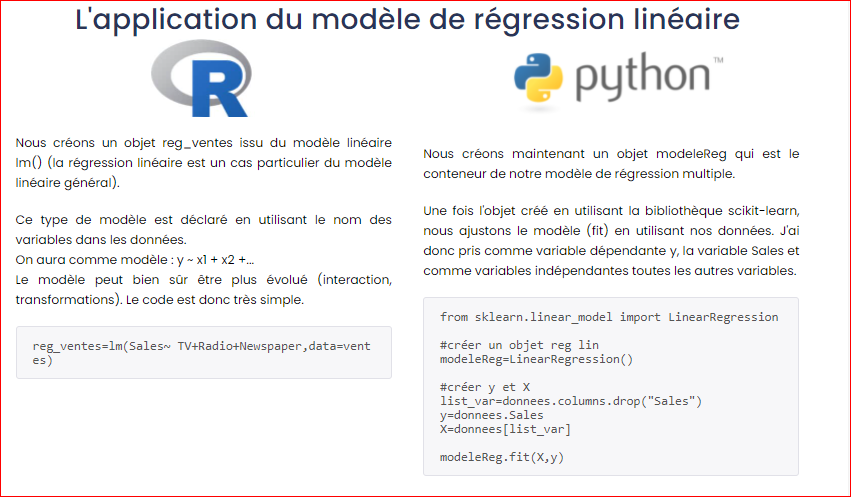 L'application du modèle de régression linéaire
R
python™
Nous créons un objet reg_ventes issu du modèle linéaire
lm() (la régression linéaire est un cas particulier du modèle
linéaire général).
Ce type de modèle est déclaré en utilisant le nom des
variables dans les données.
On aura comme modèle : y ~ x1 + x2 +...
Le modèle peut bien sûr être plus évolué (interaction,
transformations). Le code est donc très simple.
reg_ventes=lm(Sales~ TV+Radio+Newspaper,data=vent
es)
Nous créons maintenant un objet modeleReg qui est le
conteneur de notre modèle de régression multiple.
Une fois l'objet créé en utilisant la bibliothèque scikit-learn,
nous ajustons le modèle (fit) en utilisant nos données. J'ai
donc pris comme variable dépendante y, la variable Sales et
comme variables indépendantes toutes les autres variables.
from sklearn.linear_model import LinearRegression
#créer un objet reg lin
modeleReg=LinearRegression()
#créer y et X
list_var=donnees.columns.drop("Sales")
y=donnees.Sales
X=donnees[list_var]
modeleReg.fit(X,y)